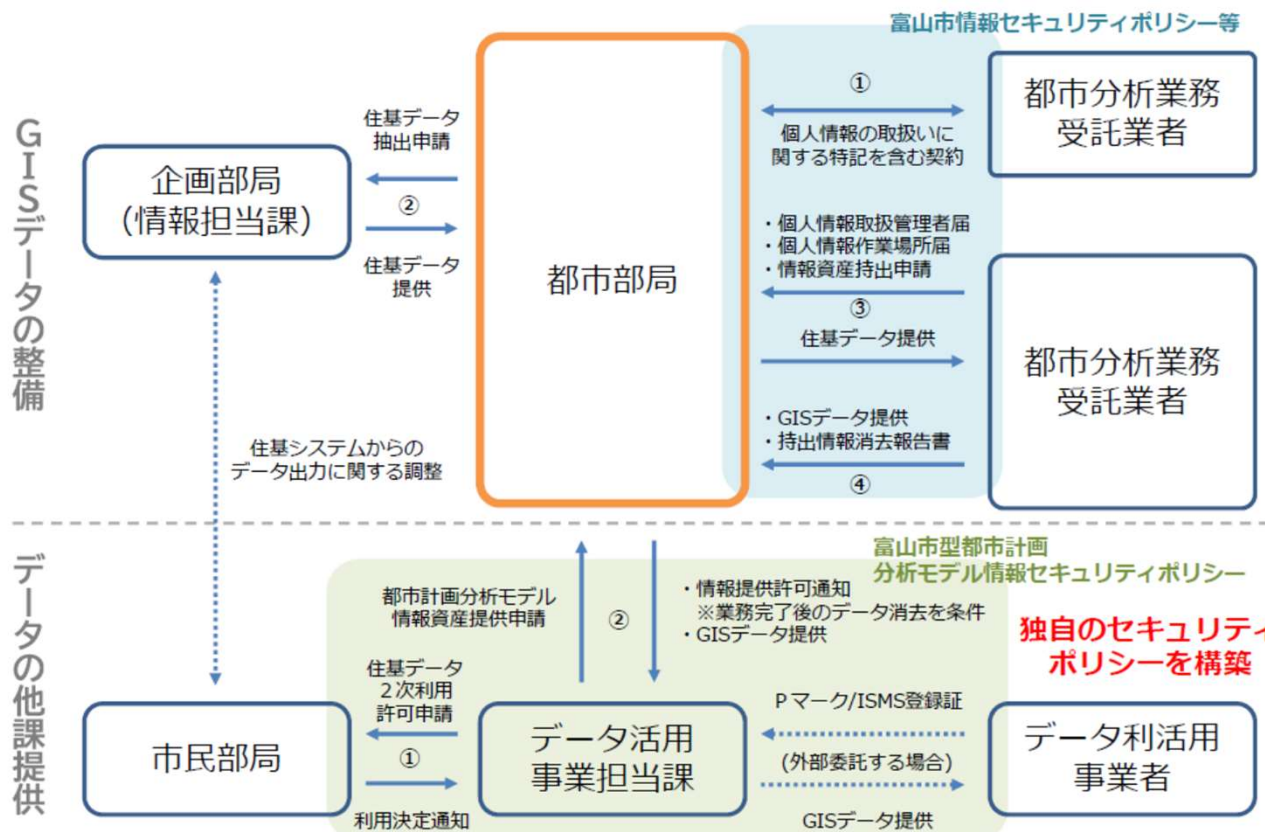 富山市情報セキュリティポリシー等
GISデータの整備
企画部局
（情報担当課）
住基データ
抽出申請
②
住基データ
提供
都市部局
①
個人情報の取扱いに
関する特記を含む契約
都市分析業務
受託業者
・個人情報取扱管理者届
・個人情報作業場所届
・情報資産持出申請
③
住基データ提供
・GISデータ提供
・持出情報消去報告書
④
都市分析業務
受託業者
住基システムからの
データ出力に関する調整
データの他課提供
富山市型都市計画
分析モデル情報セキュリティポリシー
都市計画分析モデル
情報資産提供申請
②
・情報提供許可通知
※業務完了後のデータ消去を条件
・GISデータ提供
独自のセキュリティ
ポリシーを構築
市民部局
住基データ
２次利用
許可申請
①
利用決定通知
データ活用
事業担当課
Ｐマーク/ISMS登録証
(外部委託する場合)
GISデータ提供
データ利活用
事業者